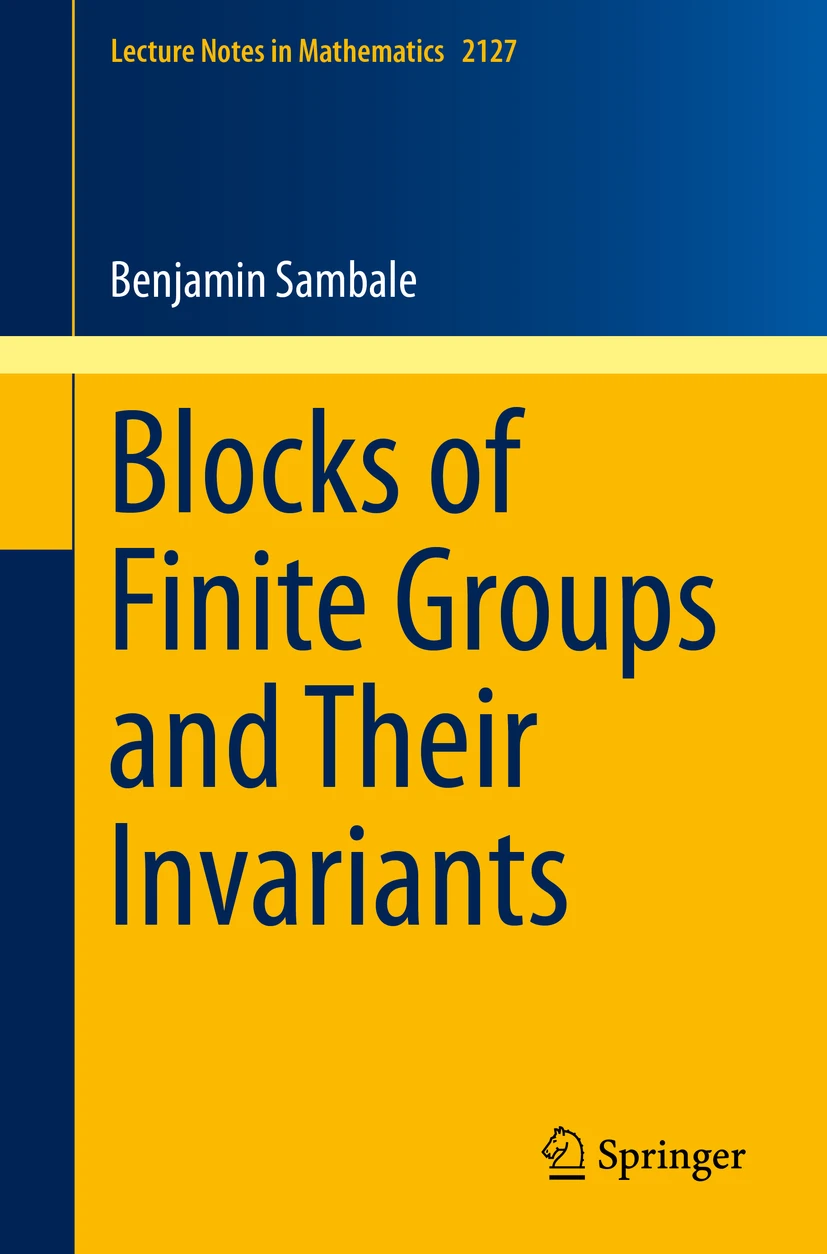 Lecture Notes in Mathematics 2127
Benjamin Sambale
Blocks of
Finite Groups
and Their
Invariants
Springer